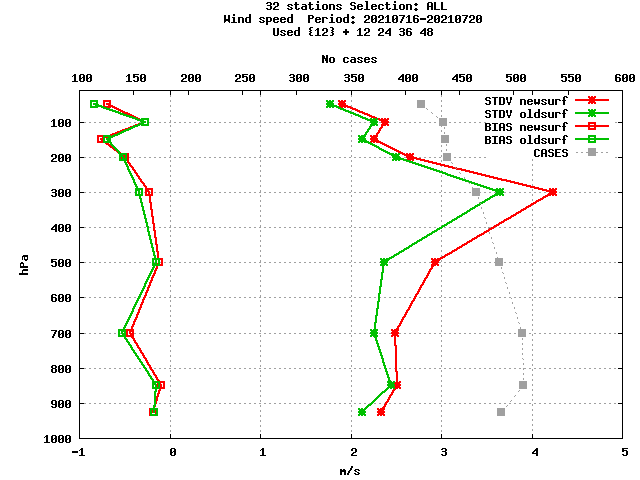 32 stations Selection: ALL
Wind speed  Period: 20210716-20210720
Used {12} + 12 24 36 48
No cases
100 150 200 250 300 350 400 450 500 550 600
STDV newsurf
STDV oldsurf
BIAS newsurf
BIAS oldsurf
CASES
100
200
300
400
500
600
700
800
900
1000
hPa
-1 0 1 2 3 4 5
m/s